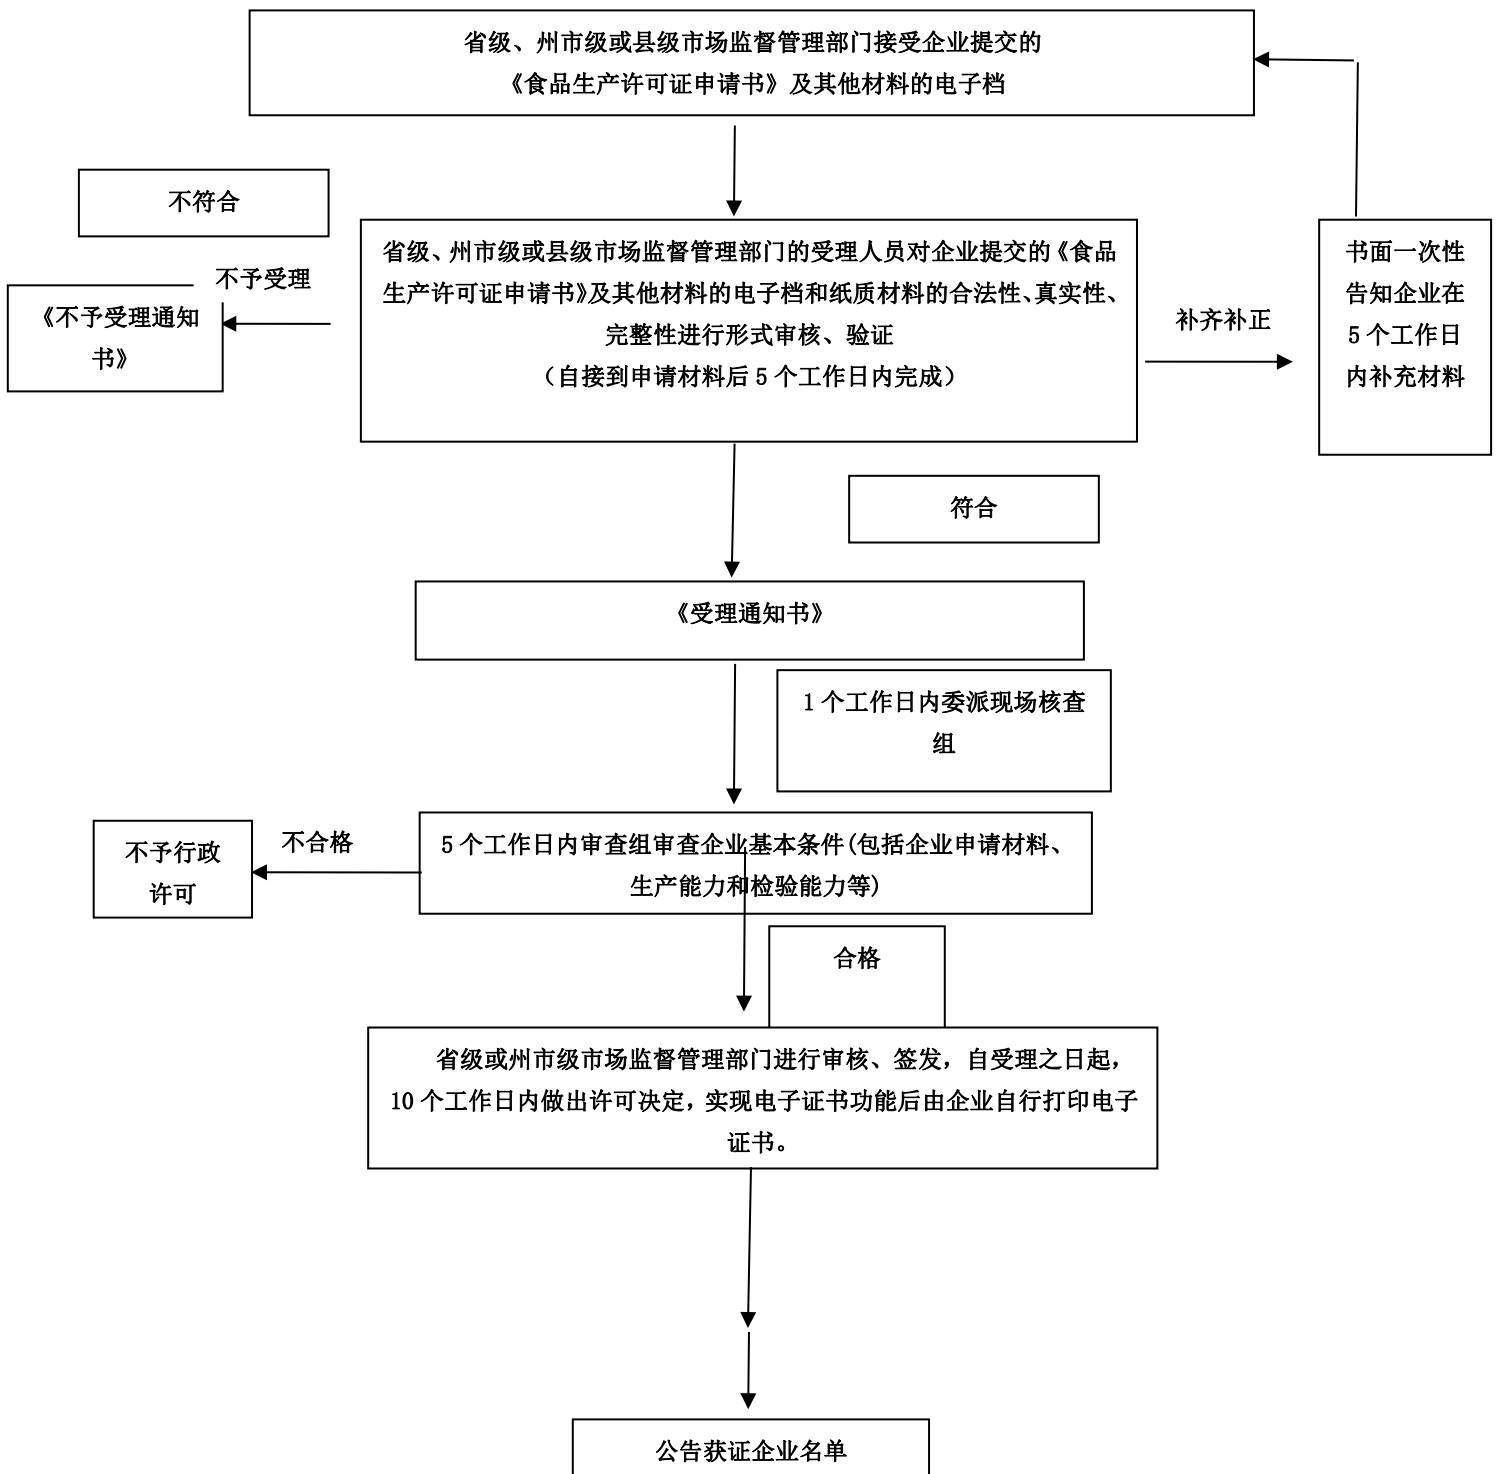 省级、州市级或县级市场监督管理部门接受企业提交的
《食品生产许可证申请书》及其他材料的电子档
不符合
不予受理
《不予受理通知
书》
省级、州市级或县级市场监督管理部门的受理人员对企业提交的《食品
生产许可证申请书》及其他材料的电子档和纸质材料的合法性、真实性、
完整性进行形式审核、验证
（自接到申请材料后 5 个工作日内完成）
补齐补正
书面一次性
告知企业在
5 个工作日
内补充材料
符合
《受理通知书》
1 个工作日内委派现场核查
组
不予行政
许可
不合格
5 个工作日内审查组审查企业基本条件(包括企业申请材料、
生产能力和检验能力等)
合格
省级或州市级市场监督管理部门进行审核、签发，自受理之日起，
10 个工作日内做出许可决定，实现电子证书功能后由企业自行打印电子
证书。
公告获证企业名单